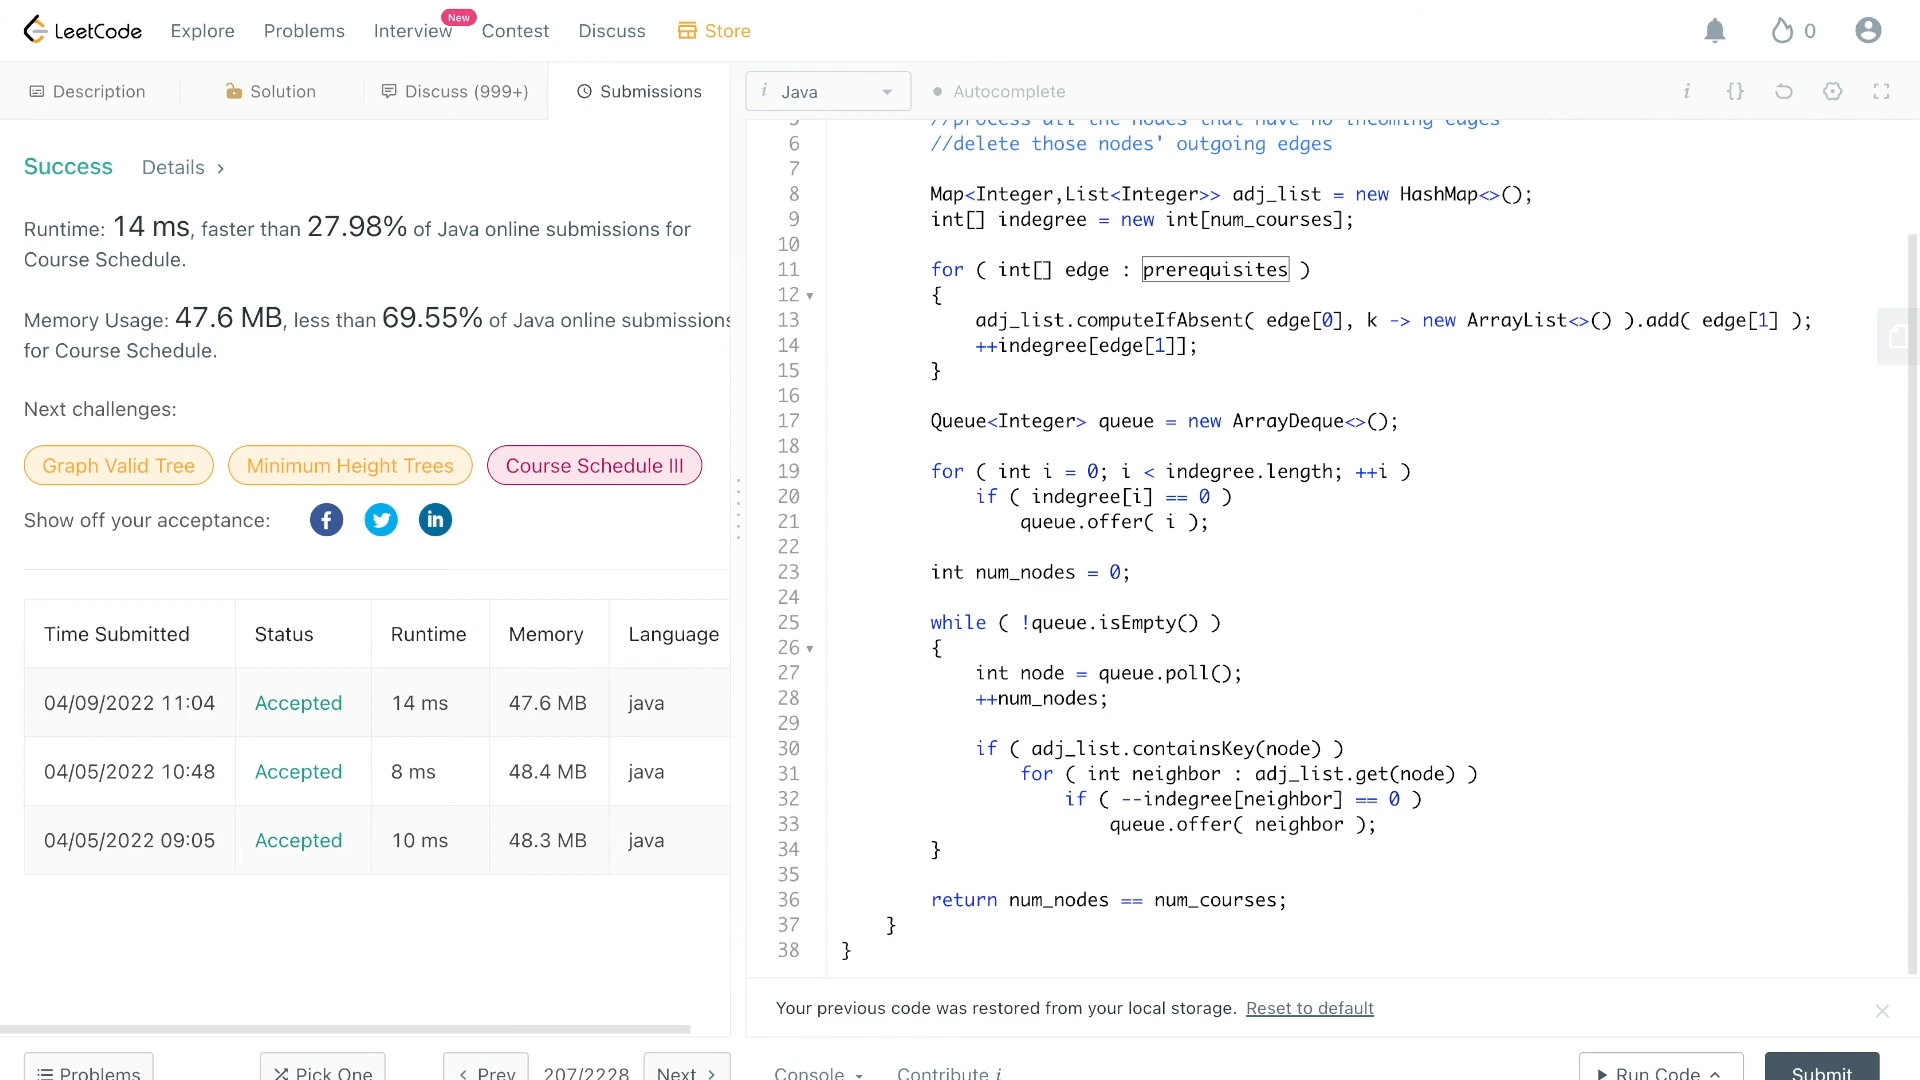 LeetCode
Explore
Problems
Interview
New
Contest
Discuss
Store
0
Description
Solution
Discuss (999+)
Submissions
i Java
Autocomplete
i
{}
Success
Details >
Runtime: 14 ms, faster than 27.98% of Java online submissions for
Course Schedule.
Memory Usage: 47.6 MB, less than 69.55% of Java online submissions
for Course Schedule.
Next challenges:
Graph Valid Tree
Minimum Height Trees
Course Schedule III
Show off your acceptance:
Time Submitted Status Runtime Memory Language
04/09/2022 11:04 Accepted 14 ms 47.6 MB java
04/05/2022 10:48 Accepted 8 ms 48.4 MB java
04/05/2022 09:05 Accepted 10 ms 48.3 MB java
5 //process all the nodes that have no incoming edges
6 //delete those nodes' outgoing edges
7
8 Map<Integer,List<Integer>> adj_list = new HashMap<>();
9 int[] indegree = new int[num_courses];
10
11 for ( int[] edge : prerequisites )
12 {
13 adj_list.computeIfAbsent( edge[0], k -> new ArrayList<>() ).add( edge[1] );
14 ++indegree[edge[1]];
15 }
16
17 Queue<Integer> queue = new ArrayDeque<>();
18
19 for ( int i = 0; i < indegree.length; ++i )
20 if ( indegree[i] == 0 )
21 queue.offer( i );
22
23 int num_nodes = 0;
24
25 while ( !queue.isEmpty() )
26 {
27 int node = queue.poll();
28 ++num_nodes;
29
30 if ( adj_list.containsKey(node) )
31 for ( int neighbor : adj_list.get(node) )
32 if ( --indegree[neighbor] == 0 )
33 queue.offer( neighbor );
34 }
35
36 return num_nodes == num_courses;
37 }
38 }
Your previous code was restored from your local storage. Reset to default
Problems
Pick One
< Prev
207/2228
Next >
Console
Contribute i
Run Code
Submit